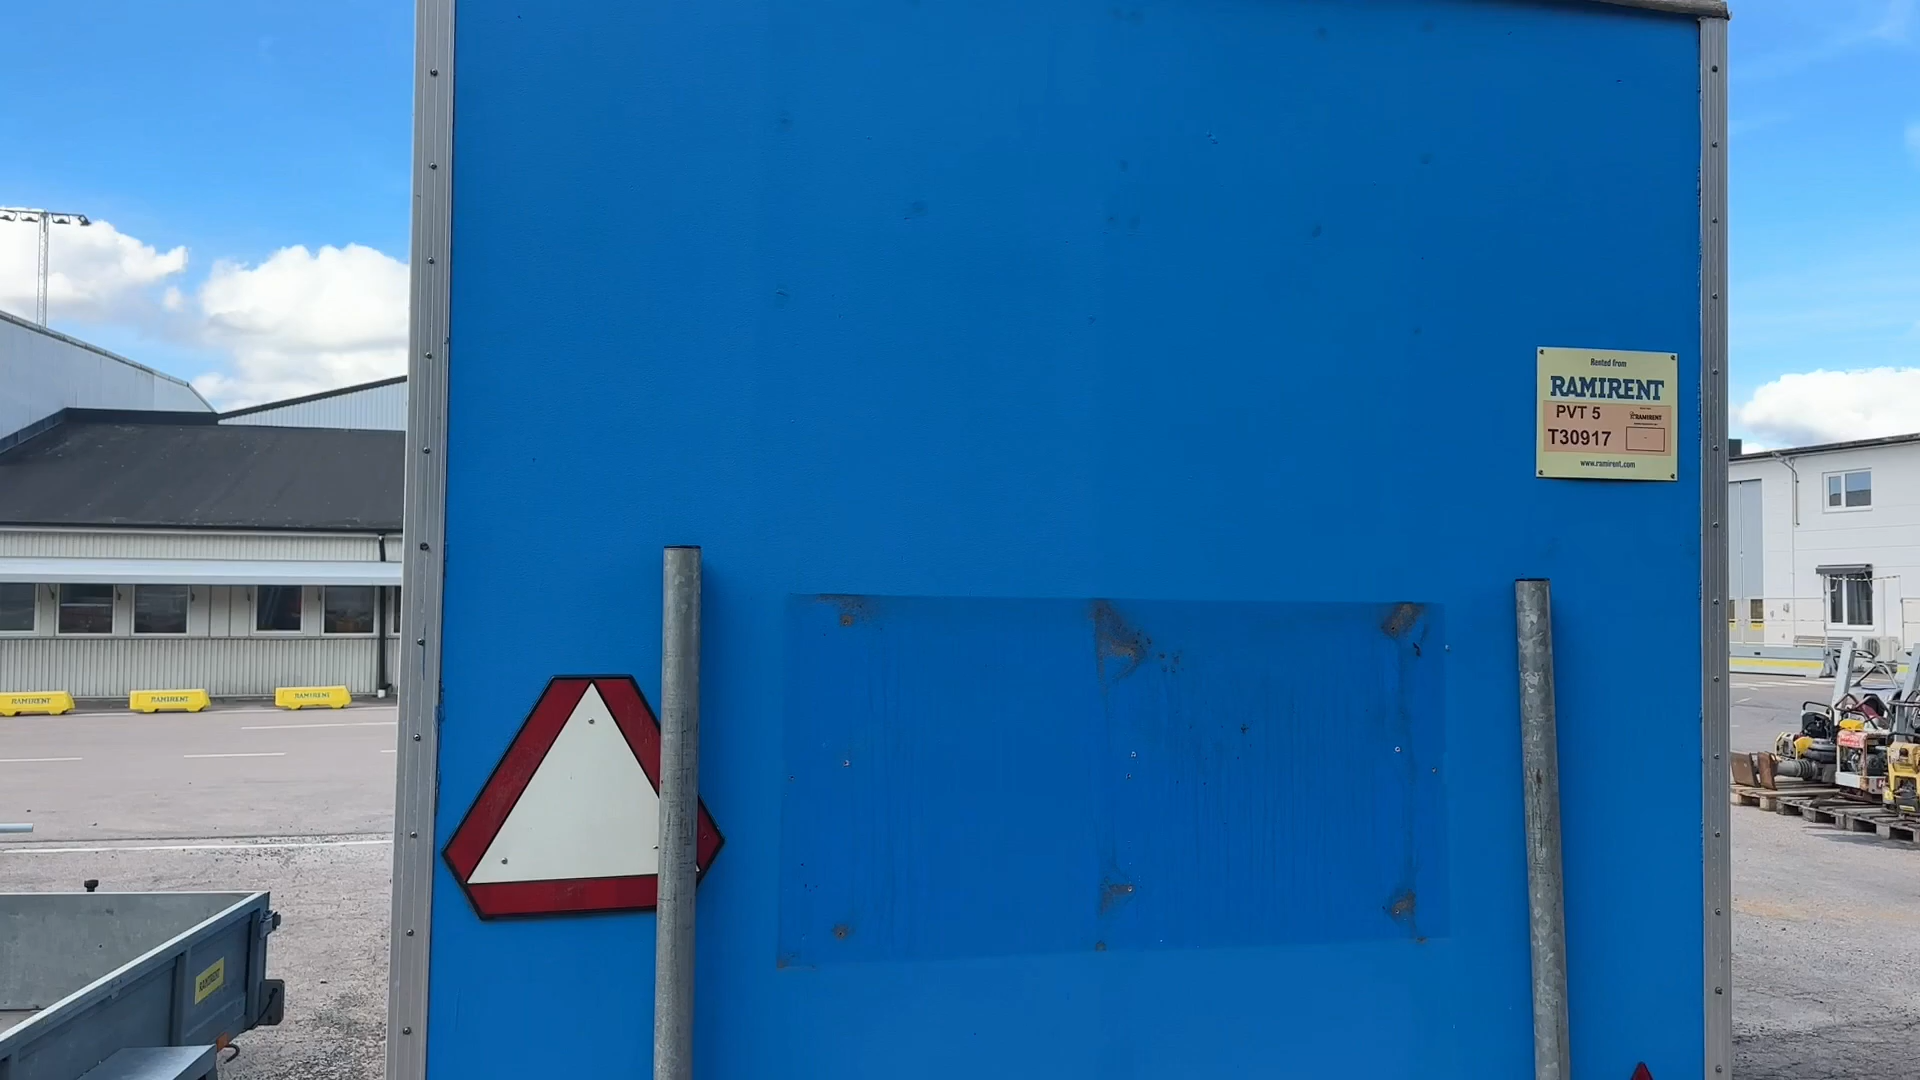 Rented from
RAMIRENT
PVT 5
RAMIRENT
T30917
www.ramirent.com
RAMIRENT
RAMIRENT
RAMIRENT
RAMIRENT